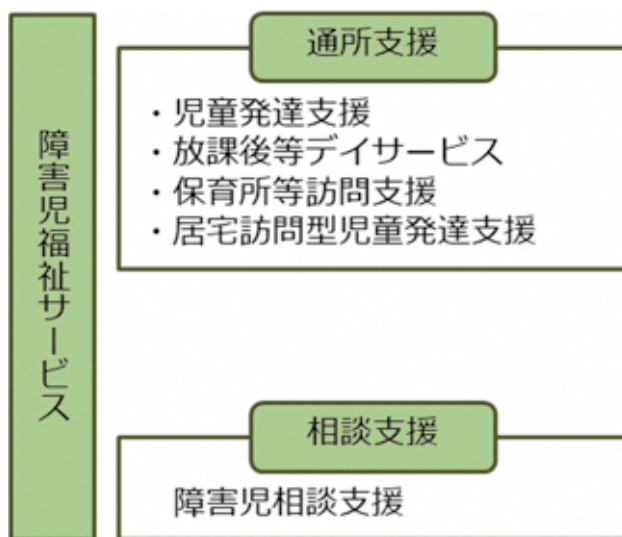 障害児福祉サービス
通所支援
・児童発達支援
・放課後等デイサービス
・保育所等訪問支援
・居宅訪問型児童発達支援
相談支援
障害児相談支援